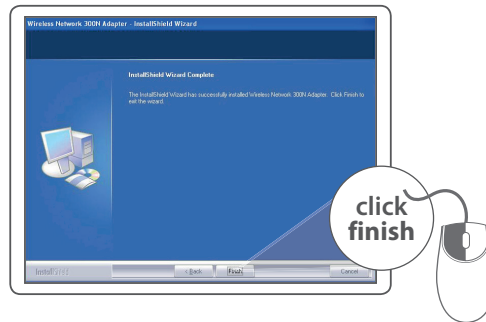 Wireless Network 300N Adapter - InstallShield Wizard
InstallShield Wizard Complete
The InstallShield Wizard has successfully installed Wireless Network 300N Adapter. Click Finish to
exit the wizard.
click
finish
InstallShield
< Back
Finish
Cancel